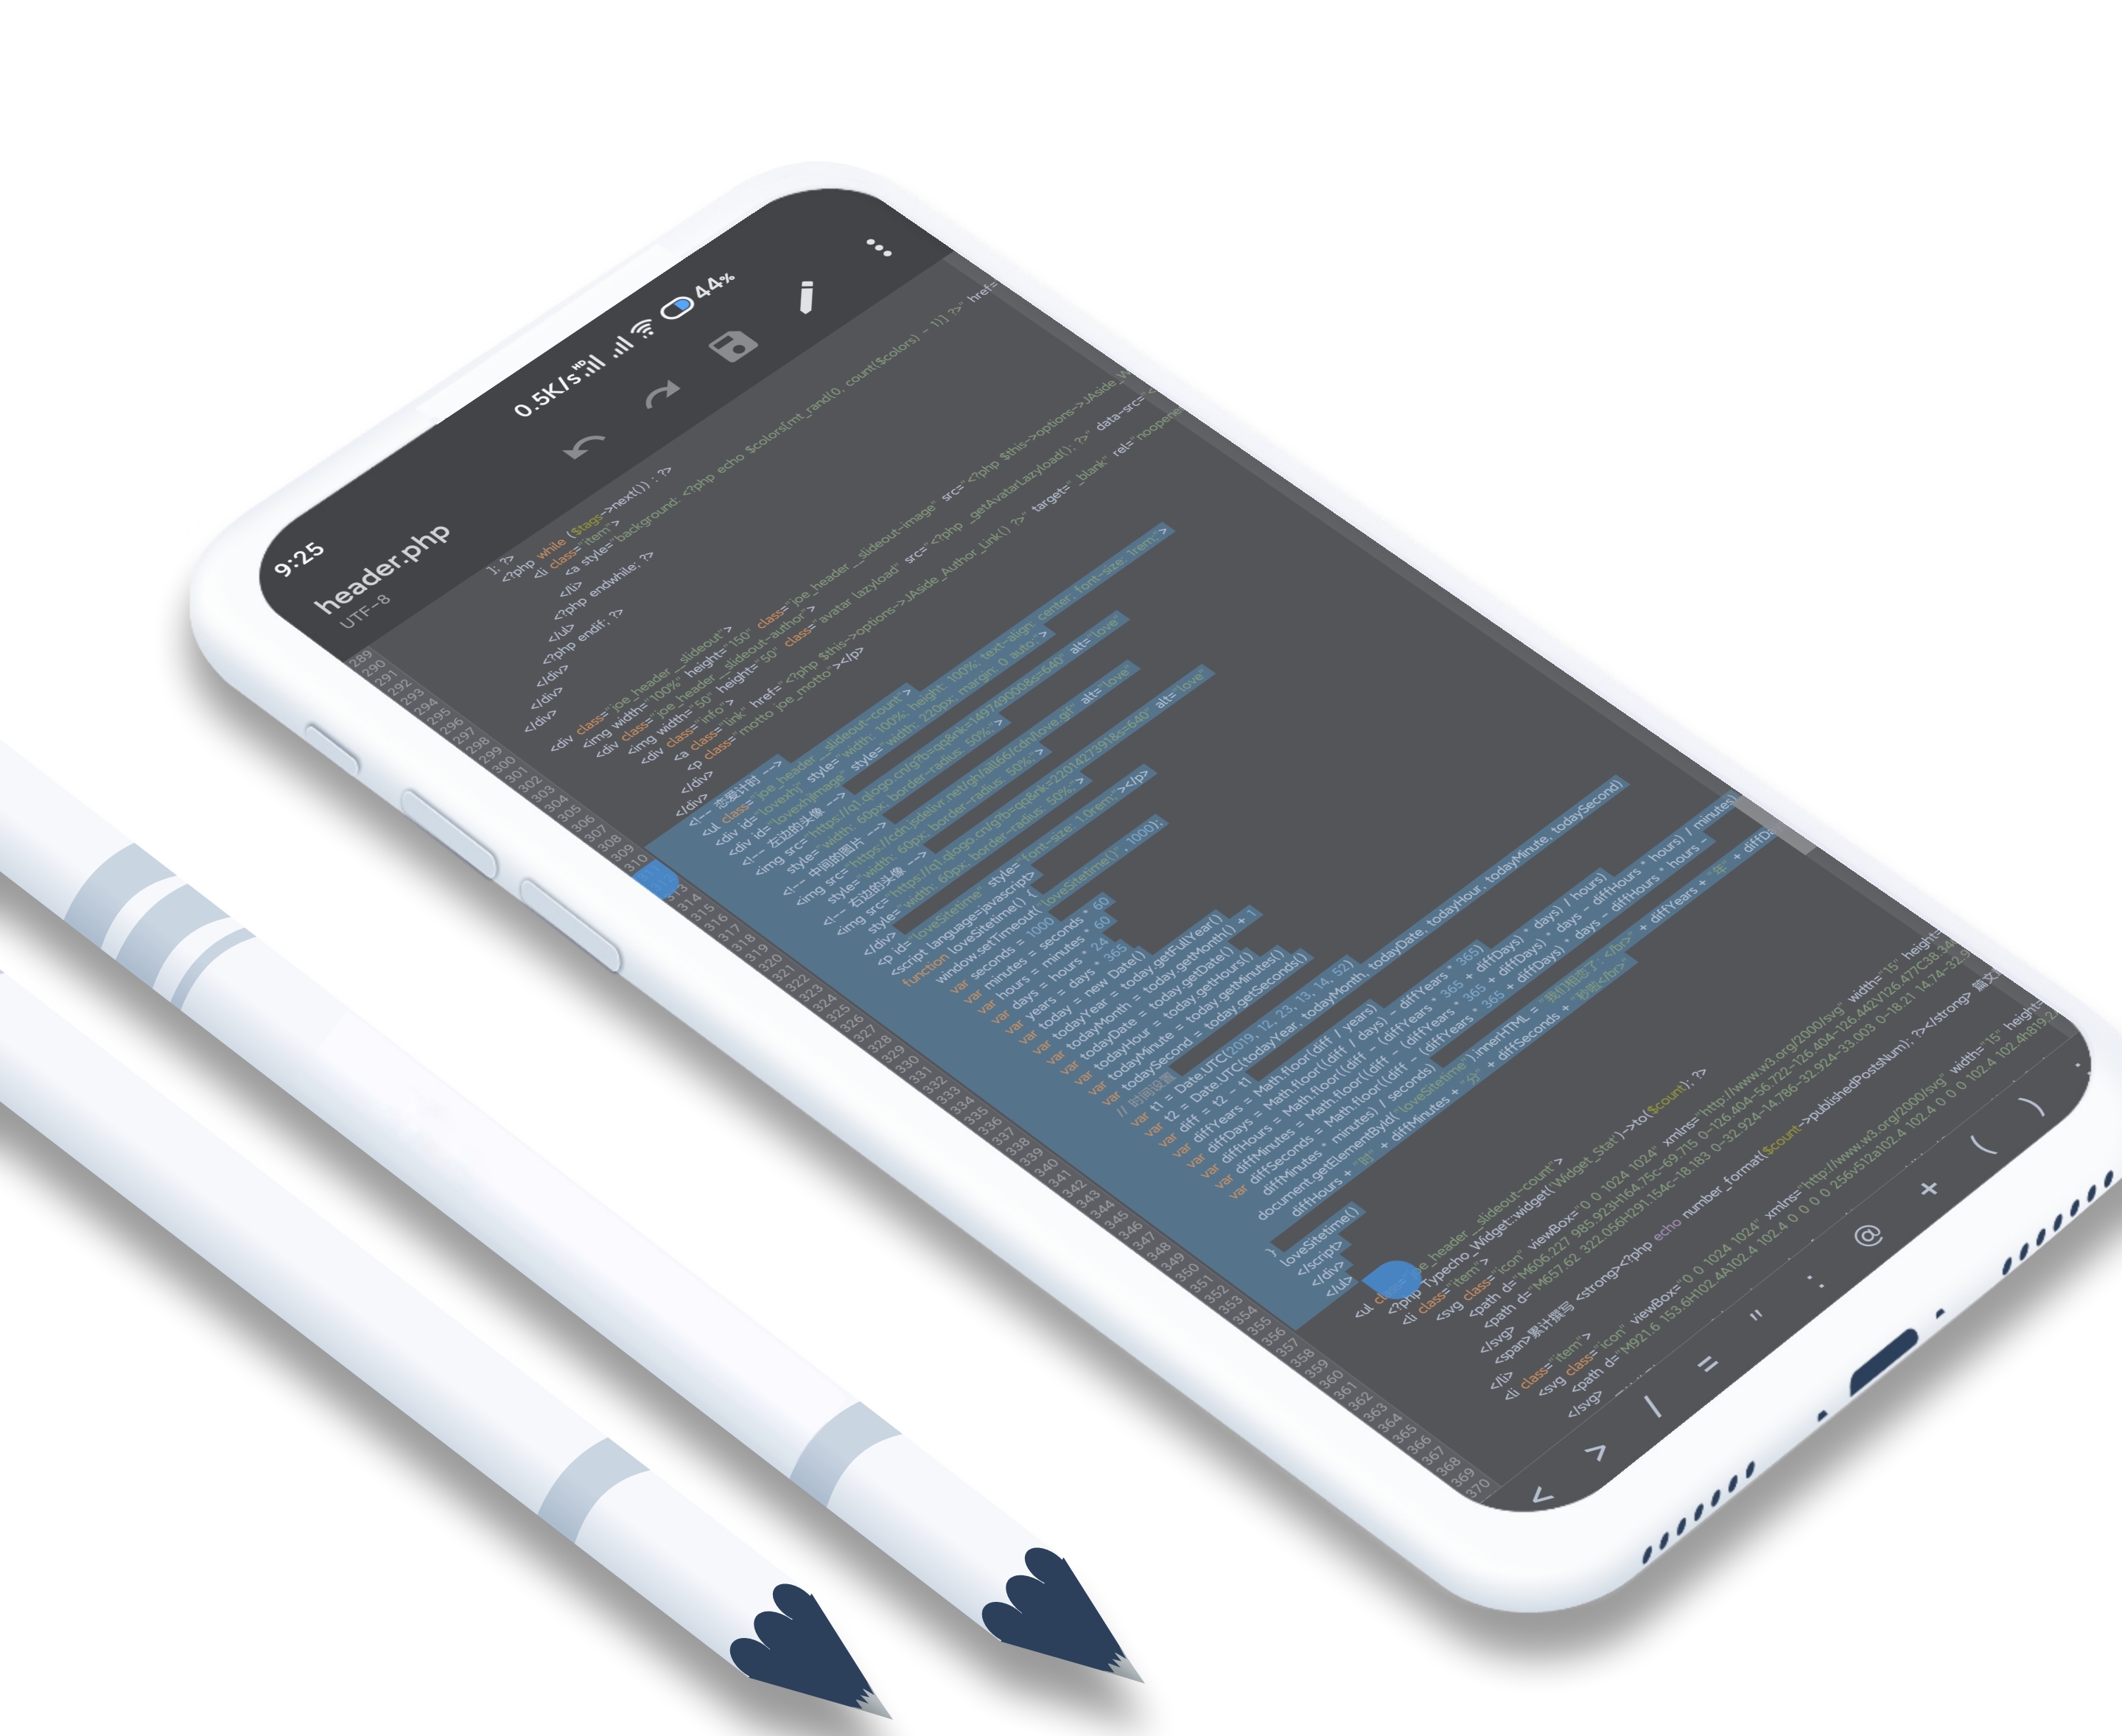 9:25
0.5K/s HD 44%
header.php
UTF-8
289
290
291
292
293
294
295
296
297
298
299
300
301
302
303
304
305
306
307
308
309
310
313
314
315
316
317
318
319
320
321
322
323
324
325
326
327
328
329
330
331
332
333
334
335
336
337
338
339
340
341
342
343
344
345
346
347
348
349
350
351
352
353
354
355
356
357
358
359
360
361
362
363
364
365
366
367
368
369
370
]; ?>
<?php while ($tags->next()) : ?>
<li class="item">
<a style="background: <?php echo $colors[mt_rand(0, count($colors) - 1)] ?>" href=
</li>
<?php endwhile; ?>
</ul>
<?php endif; ?>
</div>
</div>
</div>
<div class="joe_header__slideout">
<img width="100%" height="150" class="joe_header__slideout-image" src="<?php $this->options->JAside_W
<div class="joe_header__slideout-author">
<img width="50" height="50" class="avatar lazyload" src="<?php _getAvatarLazyload(); ?>" data-src="<
<div class="info">
<a class="link" href="<?php $this->options->JAside_Author_Link() ?>" target="_blank" rel="noopener
<p class="motto joe_motto"></p>
</div>
</div>
<!-- 恋爱计时 -->
<ul class="joe_header__slideout-count">
<div id="lovexhj" style="width: 100%; height: 100%; text-align: center; font-size: 1rem;">
<div id="lovexhjimage" style="width: 220px; margin: 0 auto;">
<!-- 左边的头像 -->
<img src="https://q1.qlogo.cn/g?b=qq&nk=149749000&s=640" alt="love"
style="width: 60px; border-radius: 50%;">
<!-- 中间的图片 -->
<img src="https://cdn.jsdelivr.net/gh/aili66/cdn/love.gif" alt="love"
style="width: 60px; border-radius: 50%;">
<!-- 右边的头像 -->
<img src="https://q1.qlogo.cn/g?b=qq&nk=2201427391&s=640" alt="love"
style="width: 60px; border-radius: 50%;">
</div>
<p id="loveSitetime" style="font-size: 1.0rem;"></p>
<script language=javascript>
function loveSitetime() {
window.setTimeout("loveSitetime()", 1000);
var seconds = 1000
var minutes = seconds * 60
var hours = minutes * 60
var days = hours * 24
var years = days * 365
var today = new Date()
var todayYear = today.getFullYear()
var todayMonth = today.getMonth() + 1
var todayDate = today.getDate()
var todayHour = today.getHours()
var todayMinute = today.getMinutes()
var todaySecond = today.getSeconds()
// 时间设置
var t1 = Date.UTC(2019, 12, 23, 13, 14, 52)
var t2 = Date.UTC(todayYear, todayMonth, todayDate, todayHour, todayMinute, todaySecond)
var diff = t2 - t1
var diffYears = Math.floor(diff / years)
var diffDays = Math.floor((diff / days) - diffYears * 365)
var diffHours = Math.floor((diff - (diffYears * 365 + diffDays) * days) / hours)
var diffMinutes = Math.floor((diff - (diffYears * 365 + diffDays) * days - diffHours * hours) / minutes)
var diffSeconds = Math.floor((diff - (diffYears * 365 + diffDays) * days - diffHours * hours -
diffMinutes * minutes) / seconds)
document.getElementById("loveSitetime").innerHTML = "我们相恋了: </br>" + diffYears + "年" + diffDa
diffHours + "时" + diffMinutes + "分" + diffSeconds + "秒啦</br>"
}
loveSitetime()
</script>
</div>
</ul>
<ul class="joe_header__slideout-count">
<?php Typecho_Widget::widget('Widget_Stat')->to($count); ?>
<li class="item">
<svg class="icon" viewBox="0 0 1024 1024" xmlns="http://www.w3.org/2000/svg" width="15" height=
<path d="M606.227 985.923H164.75c-69.715 0-126.404-56.722-126.404-126.442V126.477C38.34
<path d="M657.62 322.056H291.154c-18.183 0-32.924-14.786-32.924-33.003 0-18.21 14.74-32.9
</svg>
<span>累计撰写 <strong><?php echo number_format($count->publishedPostsNum); ?></strong> 篇文
</li>
<li class="item">
<svg class="icon" viewBox="0 0 1024 1024" xmlns="http://www.w3.org/2000/svg" width="15" height=
<path d="M921.6 153.6H102.4A102.4 102.4 0 0 0 0 256v512a102.4 102.4 0 0 0 102.4 102.4h819.2
</svg>
< > / = " : @ + ( )